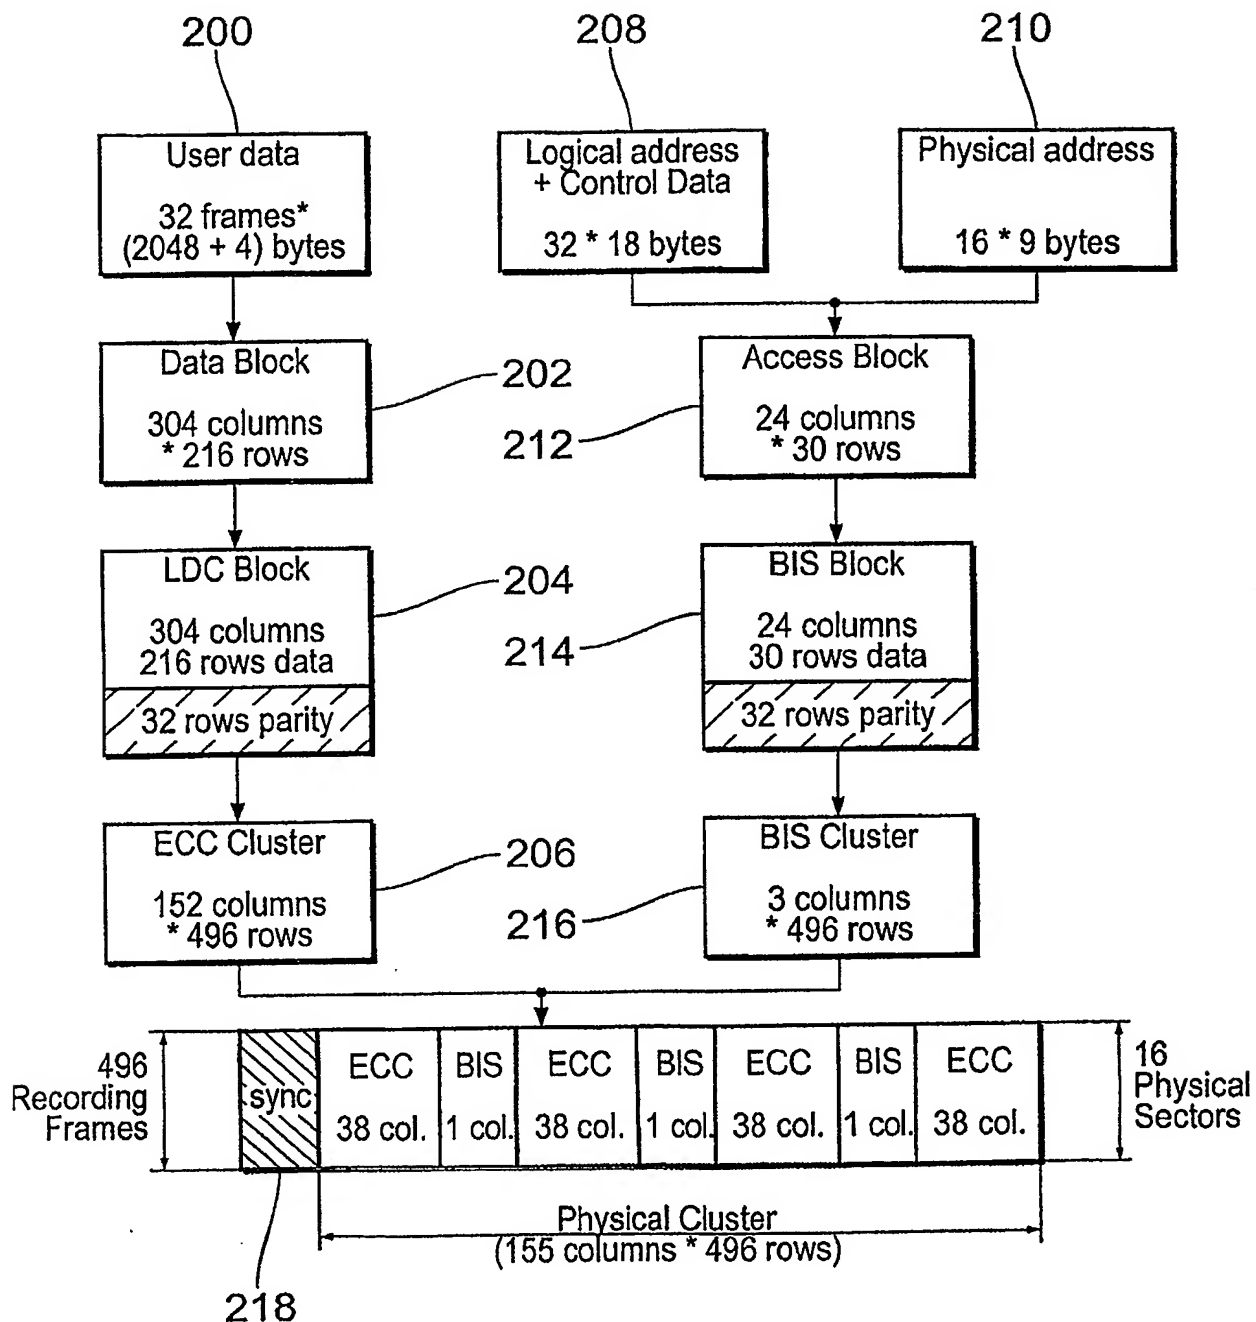 200
208
210
User data
32 frames*
(2048 + 4) bytes
Logical address
+ Control Data
32 * 18 bytes
Physical address
16 * 9 bytes
Data Block
304 columns
* 216 rows
202
212
Access Block
24 columns
* 30 rows
LDC Block
304 columns
216 rows data
32 rows parity
204
214
BIS Block
24 columns
30 rows data
32 rows parity
ECC Cluster
152 columns
* 496 rows
206
216
BIS Cluster
3 columns
* 496 rows
496
Recording
Frames
sync
ECC
38 col.
BIS
1 col.
ECC
38 col.
BIS
1 col.
ECC
38 col.
BIS
1 col.
ECC
38 col.
16
Physical
Sectors
Physical Cluster
(155 columns * 496 rows)
218